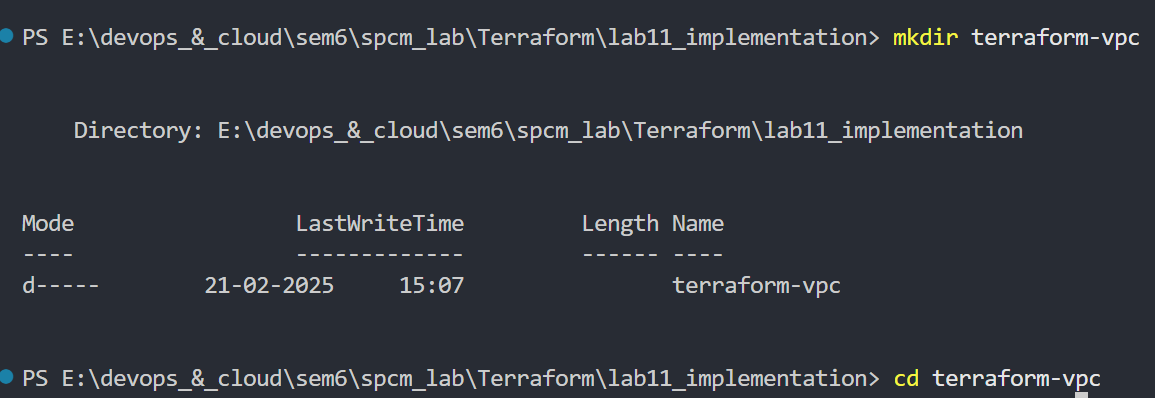 PS E:\devops_&_cloud\sem6\spcm_lab\Terraform\lab11_implementation> mkdir terraform-vpc
Directory: E:\devops_&_cloud\sem6\spcm_lab\Terraform\lab11_implementation
Mode                 LastWriteTime         Length Name
----                 -------------         ------ ----
d-----        21-02-2025     15:07                terraform-vpc
PS E:\devops_&_cloud\sem6\spcm_lab\Terraform\lab11_implementation> cd terraform-vpc